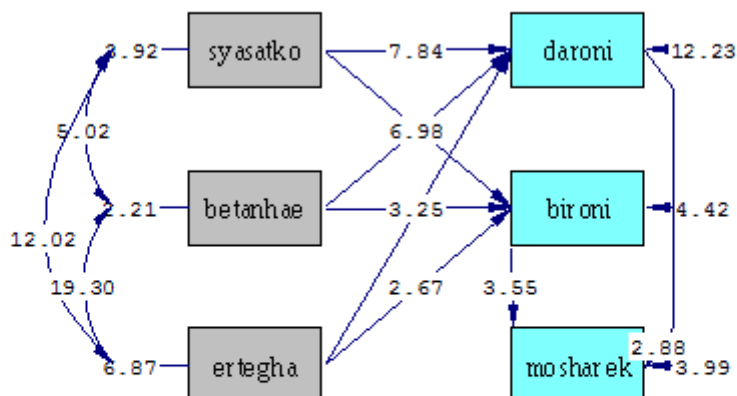 3.92 syasatko 7.84 daroni 12.23
5.02 6.98
2.21 betanhae 3.25 bironi 4.42
12.02
19.30 2.67 3.55
2.88
6.87 ertegha mosharek 3.99